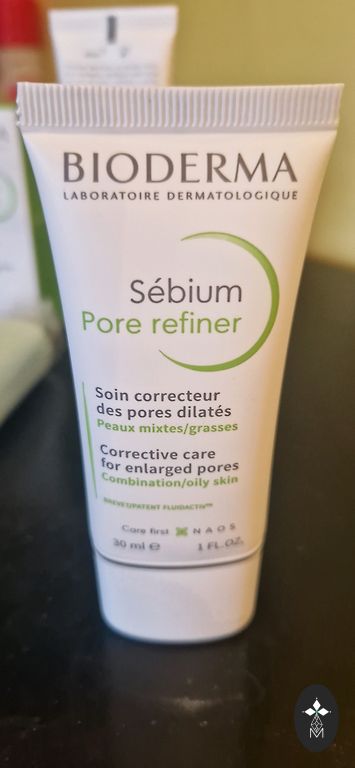 BIODERMA
LABORATOIRE DERMATOLOGIQUE
Sébium
Pore refiner
Soin correcteur
des pores dilatés
Peaux mixtes/grasses
Corrective care
for enlarged pores
Combination/oily skin
BREVET/PATENT FLUIDACTIV™
Care first NAOS
30 ml ℮ 1 FL.OZ.
M